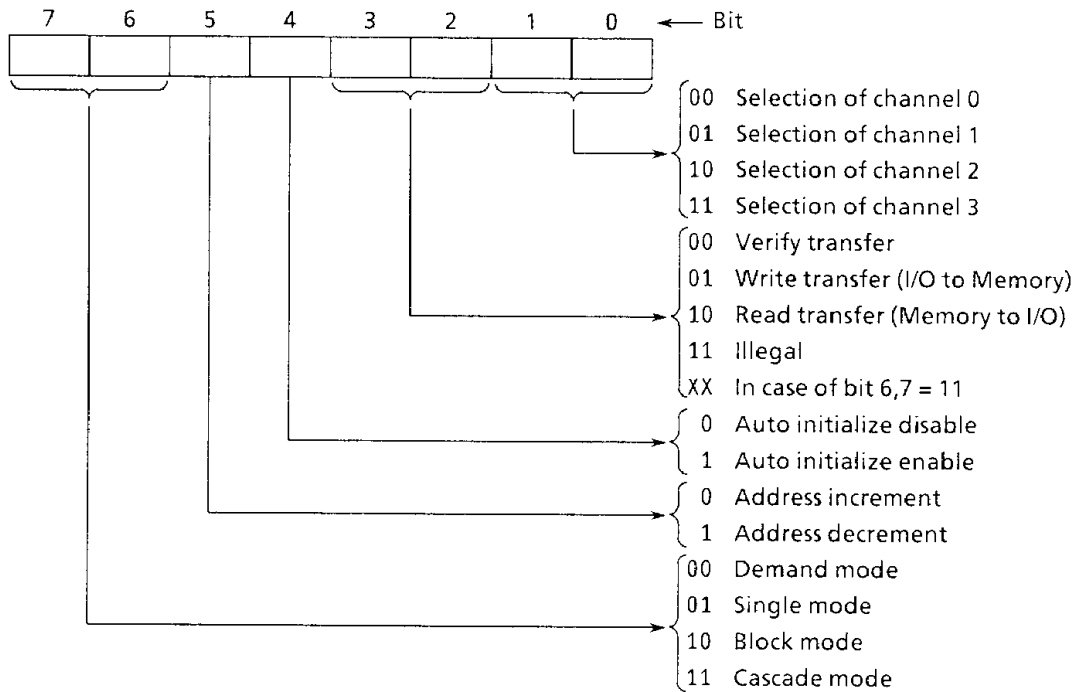 7 6 5 4 3 2 1 0 ← Bit
00 Selection of channel 0
01 Selection of channel 1
10 Selection of channel 2
11 Selection of channel 3
00 Verify transfer
01 Write transfer (I/O to Memory)
10 Read transfer (Memory to I/O)
11 Illegal
XX In case of bit 6,7 = 11
0 Auto initialize disable
1 Auto initialize enable
0 Address increment
1 Address decrement
00 Demand mode
01 Single mode
10 Block mode
11 Cascade mode